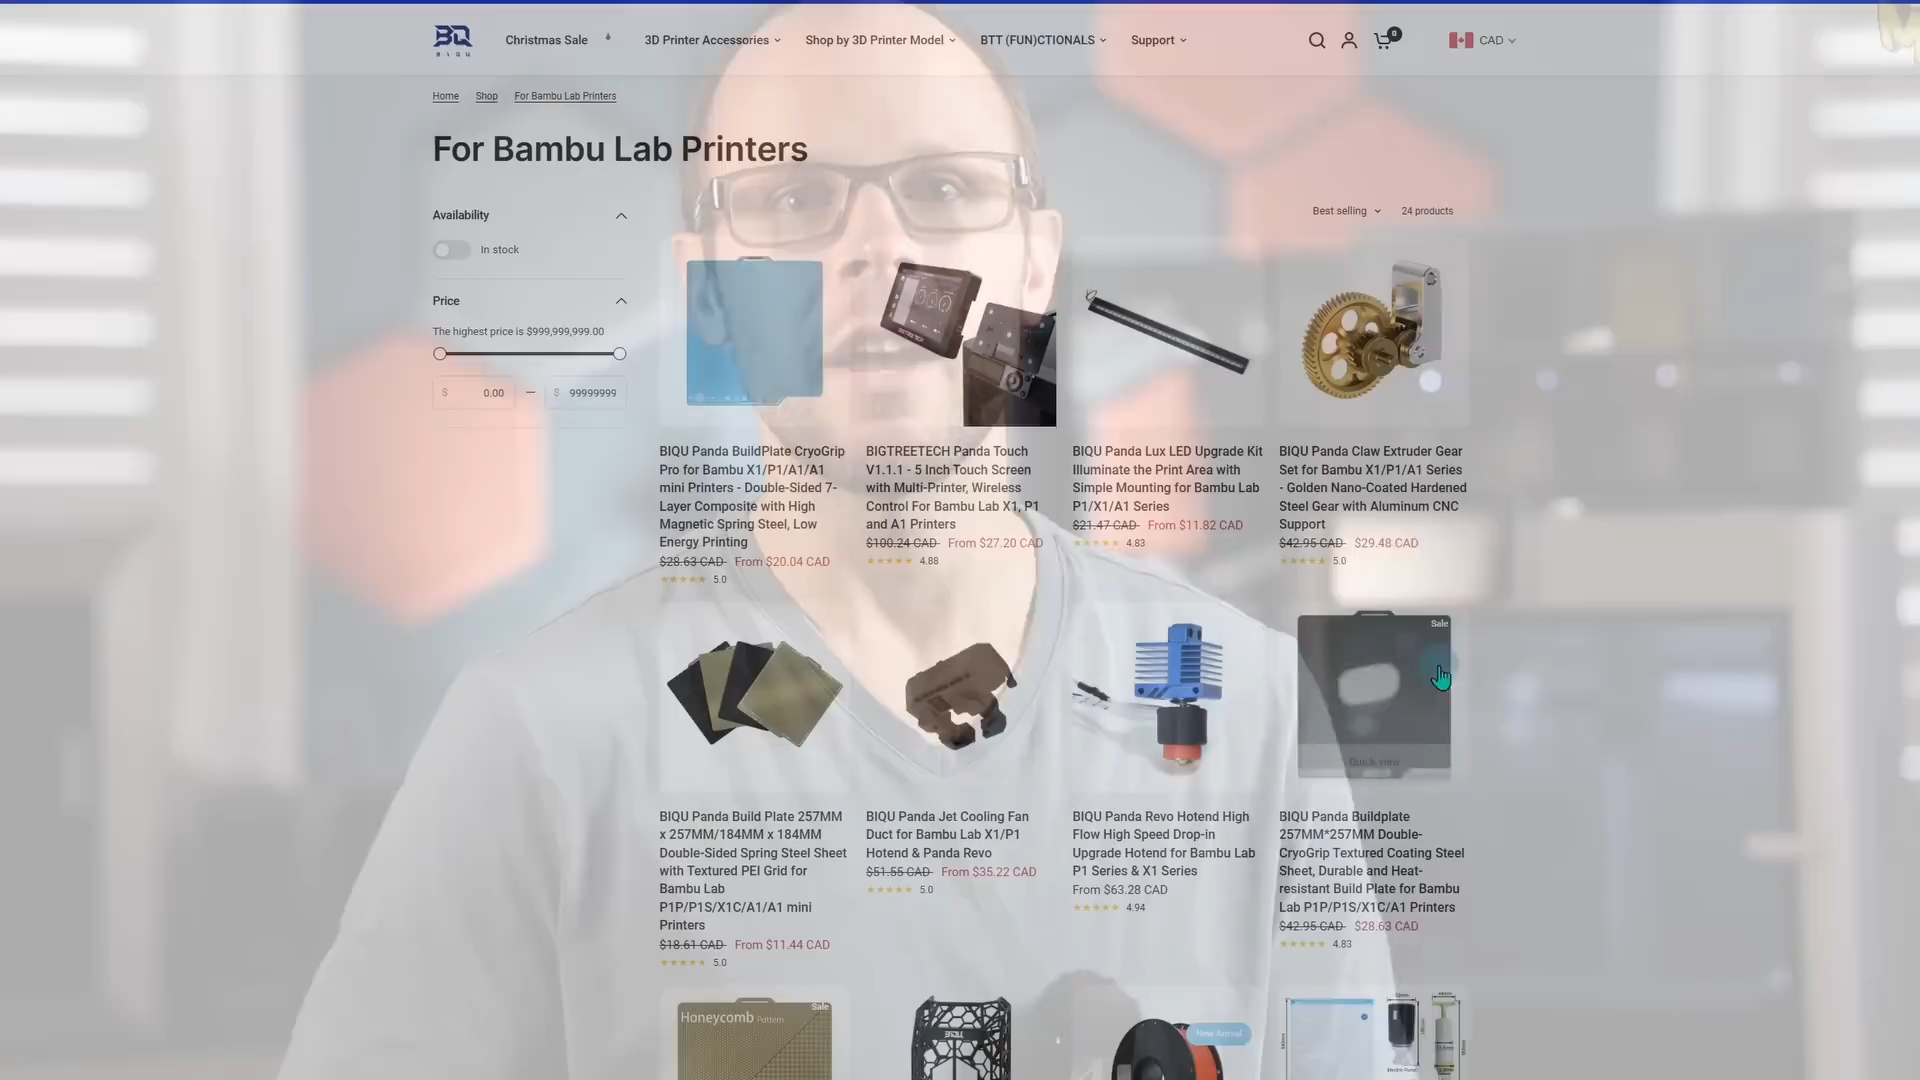 BIQU
Christmas Sale
3D Printer Accessories
Shop by 3D Printer Model
BTT (FUN)CTIONALS
Support
0
CAD
Home
Shop
For Bambu Lab Printers
For Bambu Lab Printers
Availability
In stock
Price
The highest price is $999,999,999.00
$ 0.00
$ 99999999
Best selling
24 products
BIQU Panda BuildPlate CryoGrip
Pro for Bambu X1/P1/A1/A1
mini Printers - Double-Sided 7-
Layer Composite with High
Magnetic Spring Steel, Low
Energy Printing
$28.63 CAD From $20.04 CAD
5.0
BIGTREETECH Panda Touch
V1.1.1 - 5 Inch Touch Screen
with Multi-Printer, Wireless
Control For Bambu Lab X1, P1
and A1 Printers
$100.24 CAD From $27.20 CAD
4.88
BIQU Panda Lux LED Upgrade Kit
Illuminate the Print Area with
Simple Mounting for Bambu Lab
P1/X1/A1 Series
$21.47 CAD From $11.82 CAD
4.83
BIQU Panda Claw Extruder Gear
Set for Bambu X1/P1/A1 Series
- Golden Nano-Coated Hardened
Steel Gear with Aluminum CNC
Support
$42.95 CAD $29.48 CAD
5.0
Sale
Quick view
BIQU Panda Build Plate 257MM
x 257MM/184MM x 184MM
Double-Sided Spring Steel Sheet
with Textured PEI Grid for
Bambu Lab
P1P/P1S/X1C/A1/A1 mini
Printers
$18.61 CAD From $11.44 CAD
5.0
BIQU Panda Jet Cooling Fan
Duct for Bambu Lab X1/P1
Hotend & Panda Revo
$51.55 CAD From $35.22 CAD
5.0
BIQU Panda Revo Hotend High
Flow High Speed Drop-in
Upgrade Hotend for Bambu Lab
P1 Series & X1 Series
From $63.28 CAD
4.94
BIQU Panda Buildplate
257MM*257MM Double-
CryoGrip Textured Coating Steel
Sheet, Durable and Heat-
resistant Build Plate for Bambu
Lab P1P/P1S/X1C/A1 Printers
$42.95 CAD $28.63 CAD
4.83
Sale
Honeycomb Pattern
New Arrival
Electric Pump